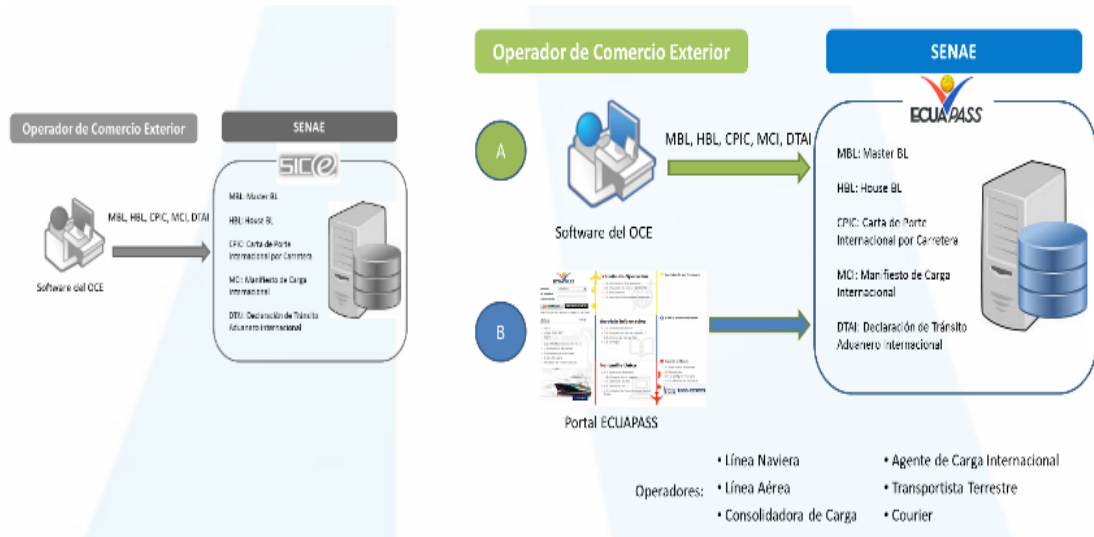 Operador de Comercio Exterior
SENAE
SICe
MBL, HBL, CPIC, MCI, DTAI
Software del OCE
MBL: Master BL
HBL: House BL
CPIC: Carta de Porte
Internacional por Carretera
MCI: Manifiesto de Carga
Internacional
DTAI: Declaración de Tránsito
Aduanero Internacional
Operador de Comercio Exterior
SENAE
ECUAPASS
A
MBL, HBL, CPIC, MCI, DTAI
Software del OCE
B
Portal ECUAPASS
MBL: Master BL
HBL: House BL
CPIC: Carta de Porte
Internacional por Carretera
MCI: Manifiesto de Carga
Internacional
DTAI: Declaración de Tránsito
Aduanero Internacional
Operadores:
• Línea Naviera
• Línea Aérea
• Consolidadora de Carga
• Agente de Carga Internacional
• Transportista Terrestre
• Courier